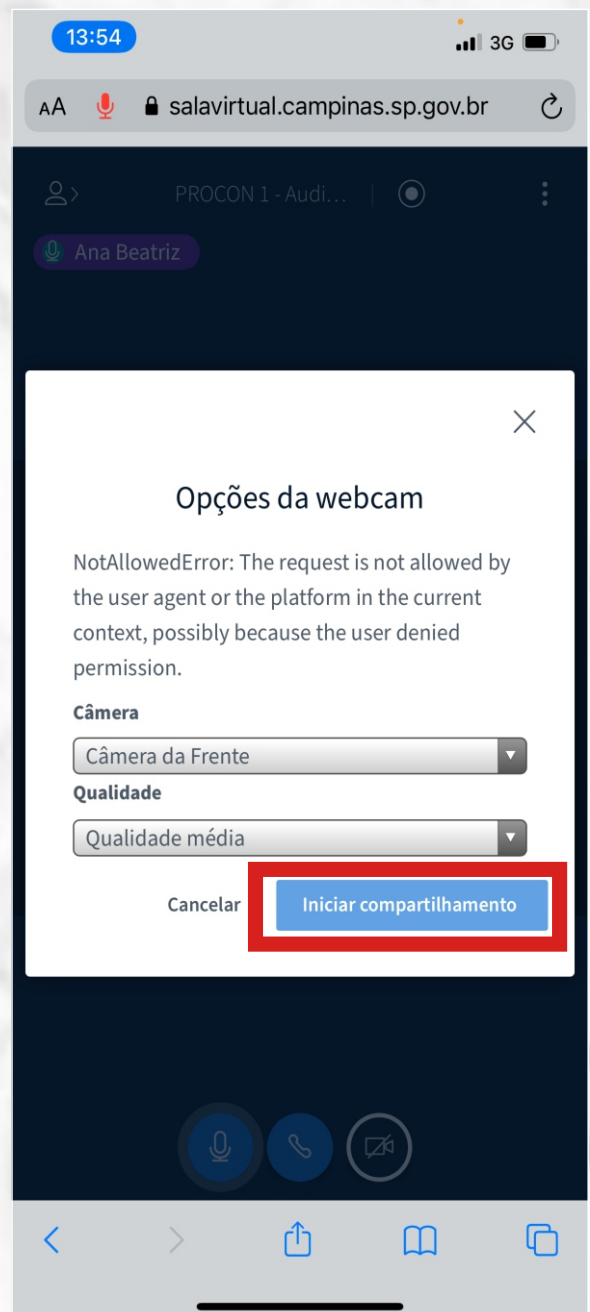 13:54
3G
AA salavirtual.campinas.sp.gov.br
PROCON 1 - Audi...
Ana Beatriz
Opções da webcam
NotAllowedError: The request is not allowed by
the user agent or the platform in the current
context, possibly because the user denied
permission.
Câmera
Câmera da Frente
Qualidade
Qualidade média
Cancelar Iniciar compartilhamento